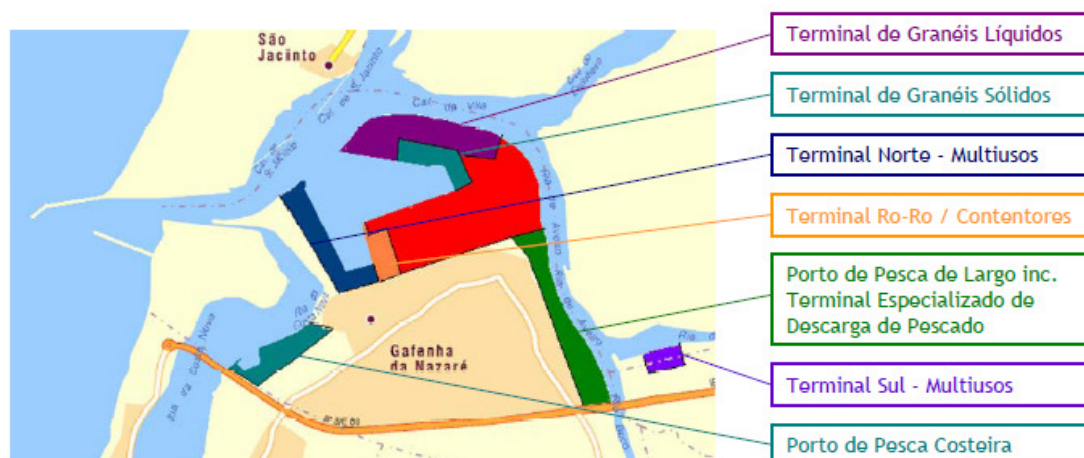 São
Jacinto
Terminal de Granéis Líquidos
Terminal de Granéis Sólidos
Terminal Norte - Multiusos
Terminal Ro-Ro / Contentores
Porto de Pesca de Largo inc.
Terminal Especializado de
Descarga de Pescado
Gafanha
da Nazaré
Terminal Sul - Multiusos
Porto de Pesca Costeira